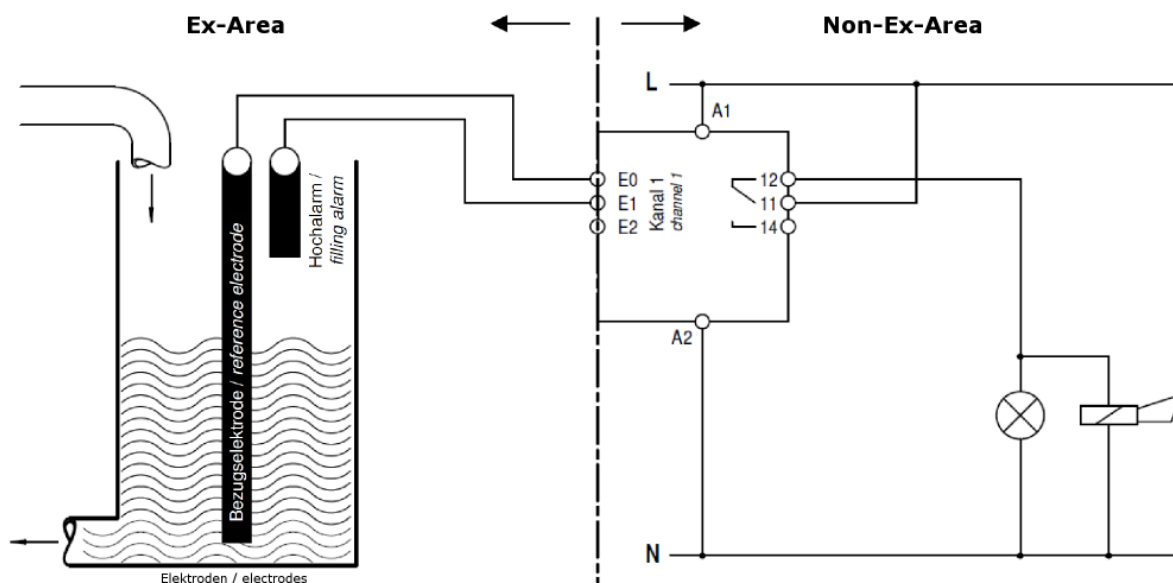 Ex-Area
Non-Ex-Area
L
A1
E0
E1
E2
Kanal 1
channel 1
12
11
14
A2
Bezugselektrode / reference electrode
Hochalarm /
filling alarm
N
Elektroden / electrodes